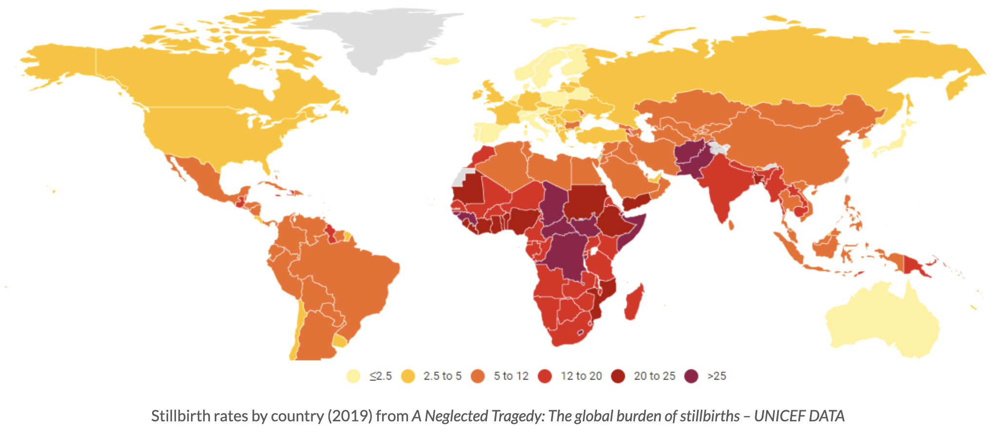 ≤2.5 2.5 to 5 5 to 12 12 to 20 20 to 25 >25
Stillbirth rates by country (2019) from A Neglected Tragedy: The global burden of stillbirths – UNICEF DATA